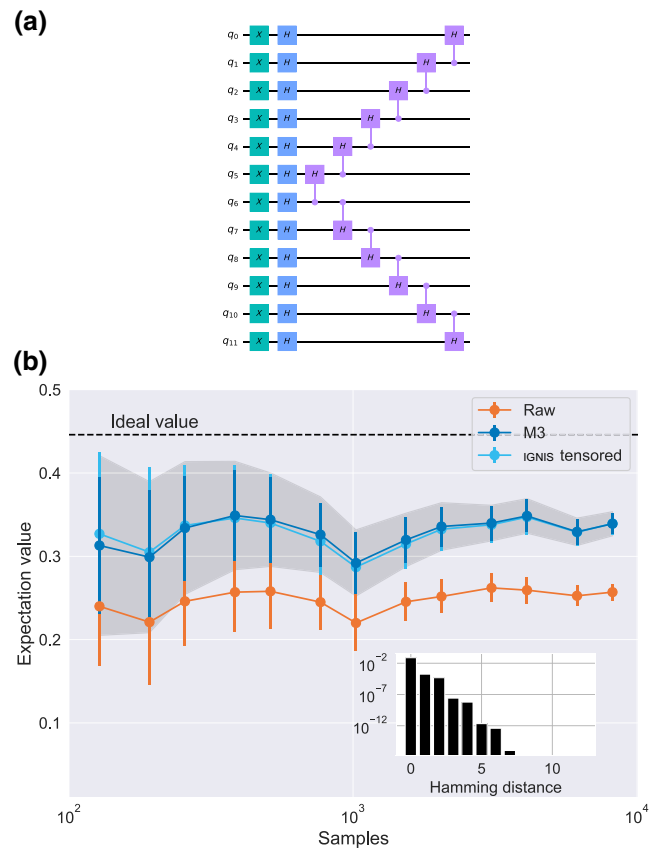 (a)
q0 X H H
q1 X H H
q2 X H H
q3 X H H
q4 X H H
q5 X H H
q6 X H
q7 X H H
q8 X H H
q9 X H H
q10 X H H
q11 X H H
(b)
0.5
Ideal value
Raw
M3
IGNIS tensored
0.4
0.3
0.2
0.1
Expectation value
10^-2
10^-7
10^-12
0 5 10
Hamming distance
10^2 10^3 10^4
Samples